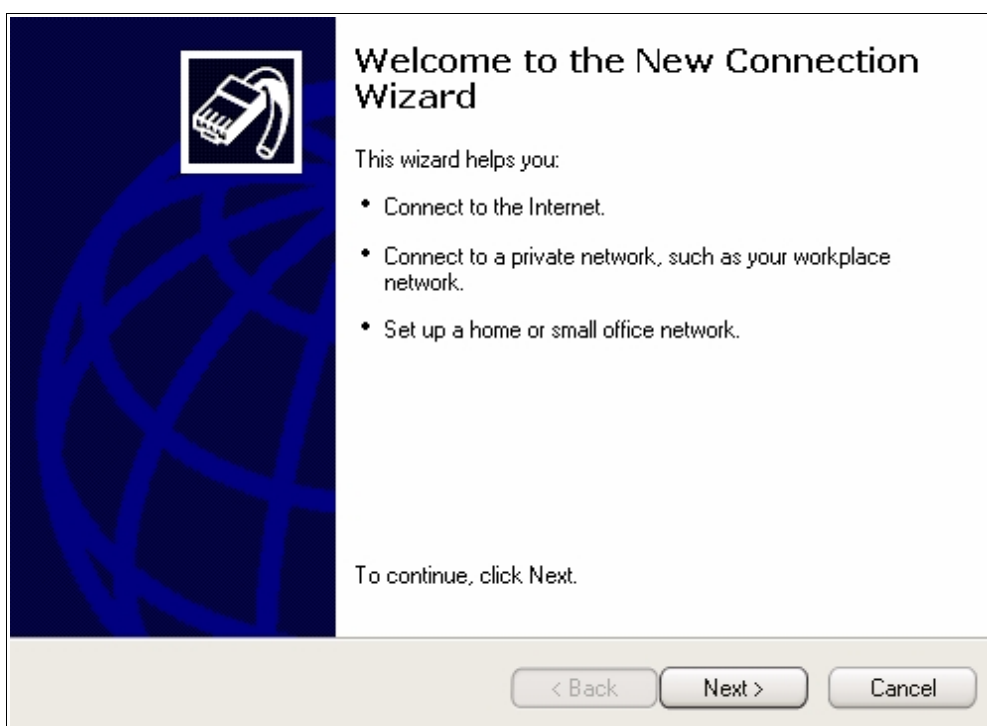 Welcome to the New Connection
Wizard
This wizard helps you:
• Connect to the Internet.
• Connect to a private network, such as your workplace
network.
• Set up a home or small office network.
To continue, click Next.
< Back Next > Cancel